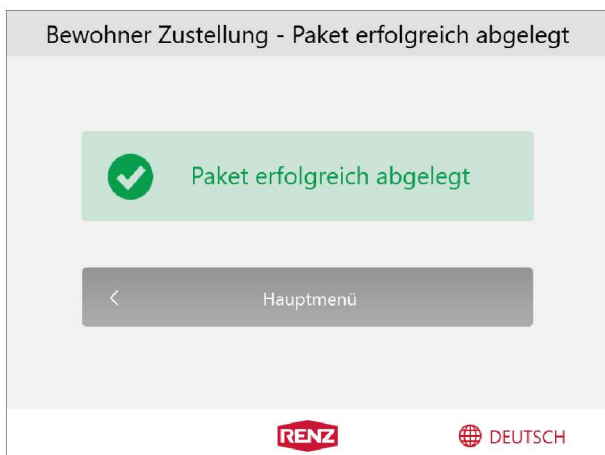 Bewohner Zustellung - Paket erfolgreich abgelegt
Paket erfolgreich abgelegt
Hauptmenü
RENZ
DEUTSCH